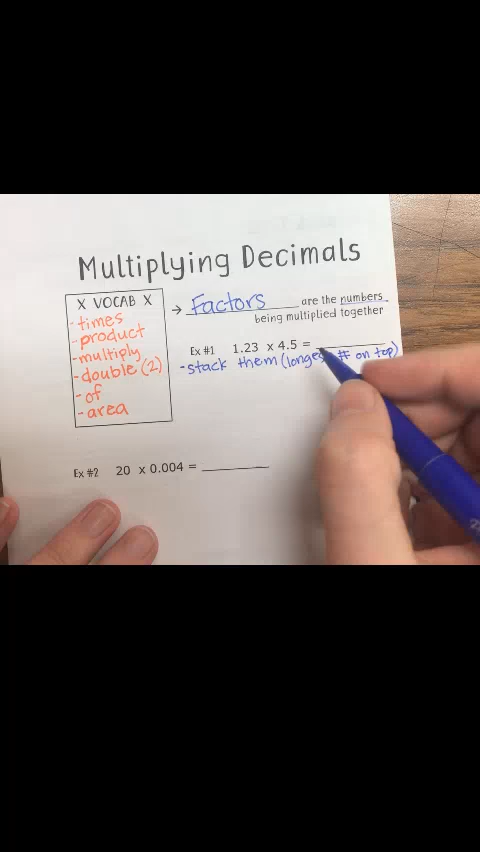 Multiplying Decimals
X VOCAB X
- times
- product
- multiply
- double (2)
- of
- area
→ Factors are the numbers
being multiplied together
Ex #1 1.23 x 4.5 =
- stack them (longest # on top)
Ex #2 20 x 0.004 =